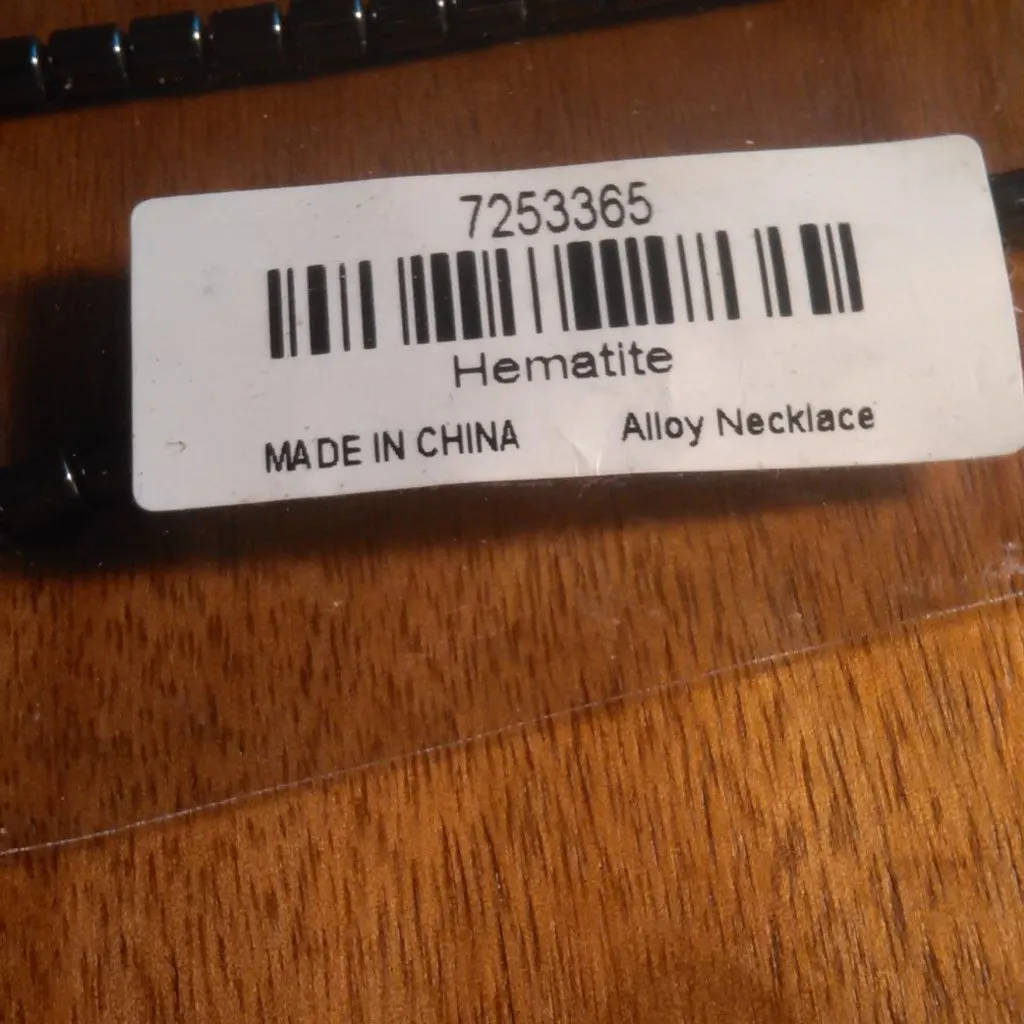 7253365
Hematite
MADE IN CHINA Alloy Necklace